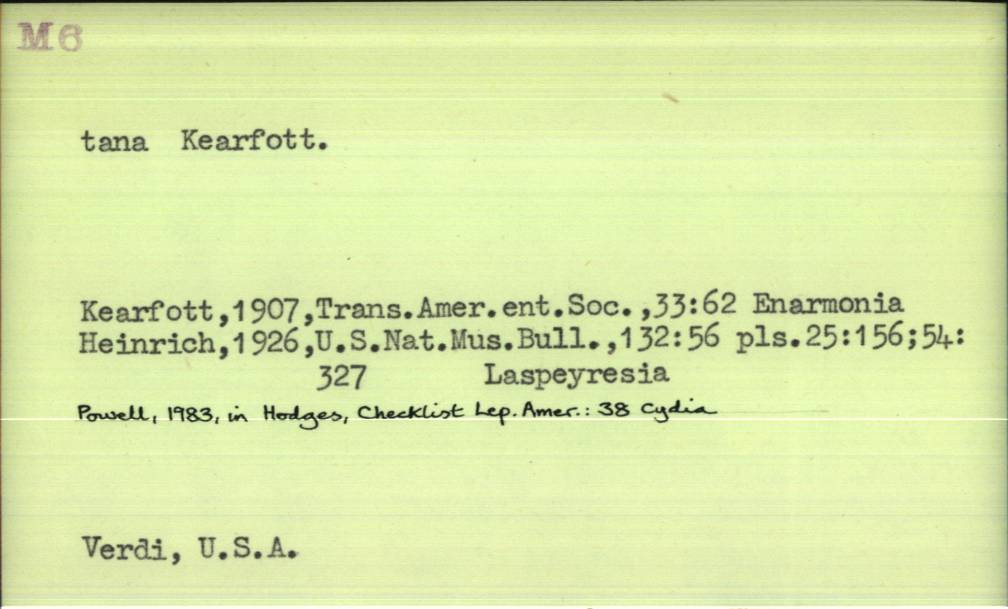 M6
tana Kearfott.
Kearfott,1907,Trans.Amer.ent.Soc.,33:62 Enarmonia
Heinrich,1926,U.S.Nat.Mus.Bull.,132:56 pls.25:156;54:
327 Laspeyresia
Powell, 1983, in Hodges, Checklist Lep. Amer.: 38 Cydia
Verdi, U.S.A.